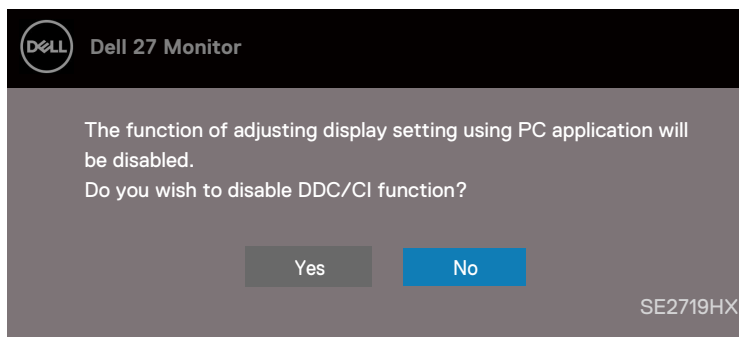 DELL
Dell 27 Monitor
The function of adjusting display setting using PC application will
be disabled.
Do you wish to disable DDC/CI function?
Yes No
SE2719HX